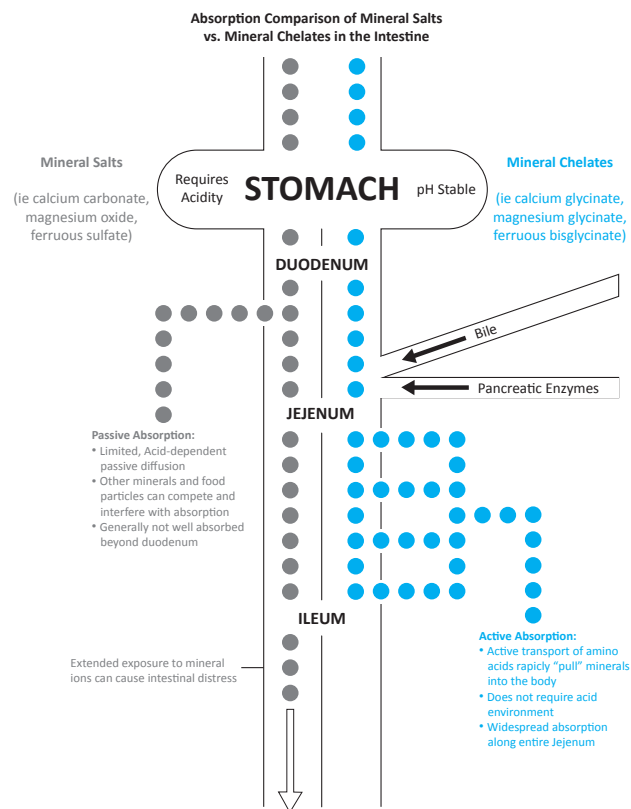 Absorption Comparison of Mineral Salts
vs. Mineral Chelates in the Intestine
Mineral Salts
(ie calcium carbonate,
magnesium oxide,
ferruous sulfate)
Requires
Acidity
STOMACH
pH Stable
Mineral Chelates
(ie calcium glycinate,
magnesium glycinate,
ferruous bisglycinate)
DUODENUM
Bile
Pancreatic Enzymes
JEJENUM
Passive Absorption:
• Limited, Acid-dependent
passive diffusion
• Other minerals and food
particles can compete and
interfere with absorption
• Generally not well absorbed
beyond duodenum
ILEUM
Extended exposure to mineral
ions can cause intestinal distress
Active Absorption:
• Active transport of amino
acids rapicly “pull” minerals
into the body
• Does not require acid
environment
• Widespread absorption
along entire Jejenum